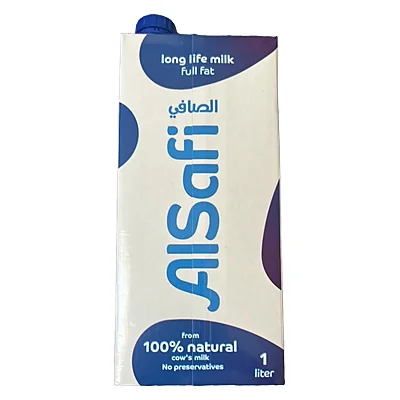 long life milk
full fat
الصافي
AlSafi
from
100% natural
cow's milk
No preservatives
1
liter